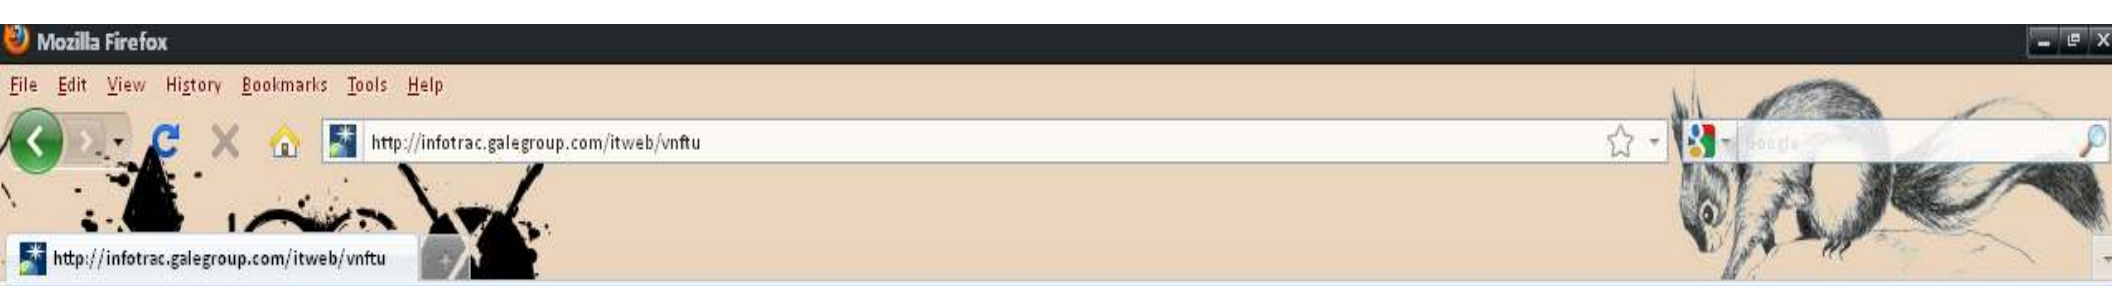 Mozilla Firefox
File Edit View History Bookmarks Tools Help
http://infotrac.galegroup.com/itweb/vnftu
Google
http://infotrac.galegroup.com/itweb/vnftu